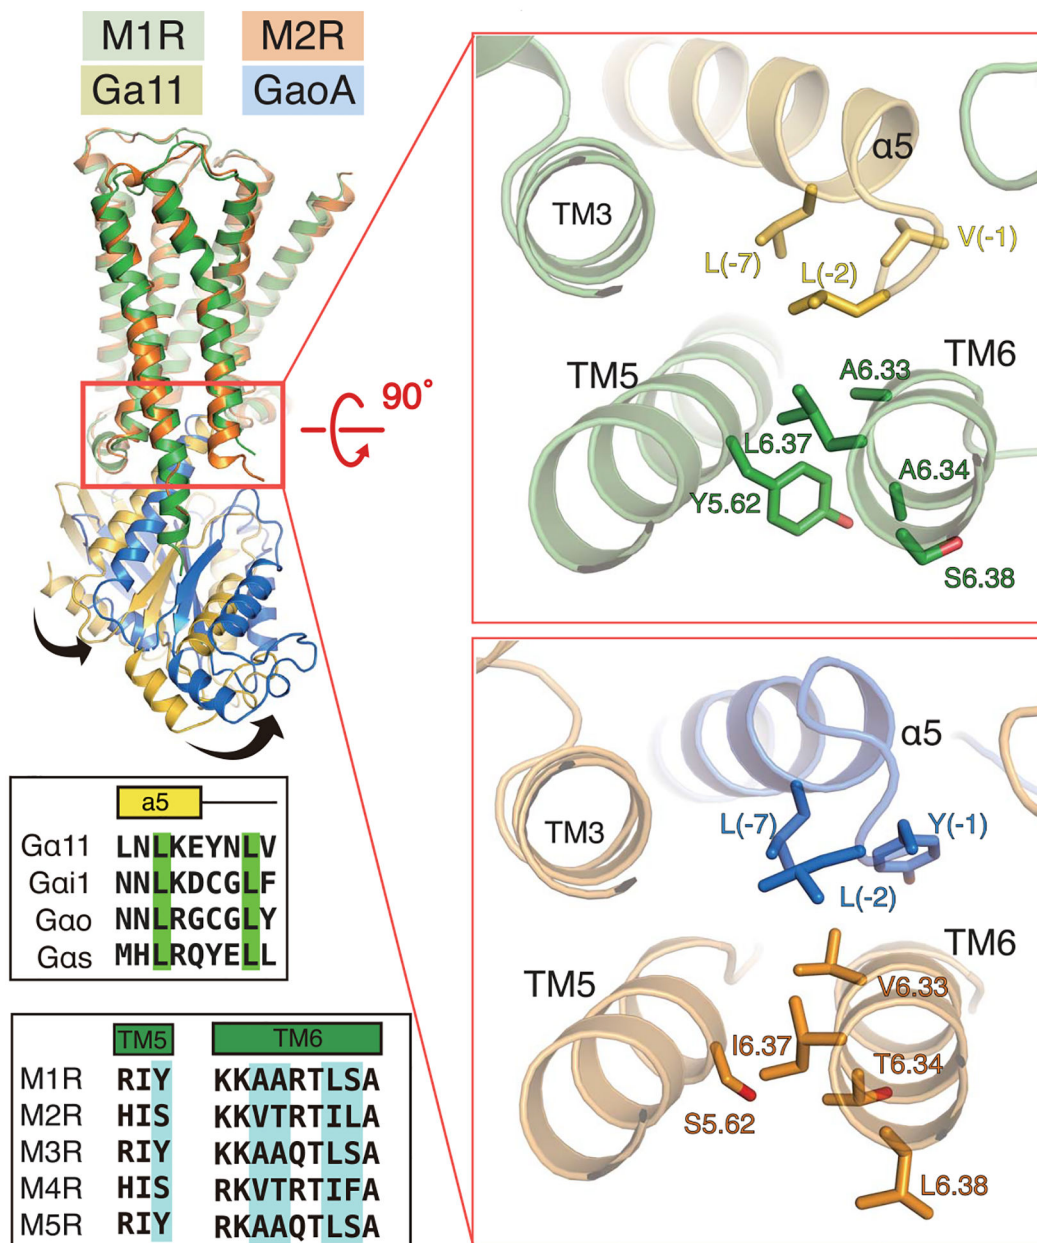 M1R M2R
Ga11 GaoA
90°
α5
TM3
V(-1)
L(-7)
L(-2)
TM5
TM6
A6.33
L6.37
A6.34
Y5.62
S6.38
α5
TM3
L(-7)
Y(-1)
L(-2)
TM5
TM6
V6.33
I6.37
T6.34
S5.62
L6.38
a5
Gα11 LNLKEYNLV
Gαi1 NNLKDCGLF
Gαo NNLRGCGLY
Gαs MHLRQYELL
TM5 TM6
M1R RIY KKAARTLSA
M2R HIS KKVTRTILA
M3R RIY KKAAQTLSA
M4R HIS RKVTRTIFA
M5R RIY RKAAQTLSA